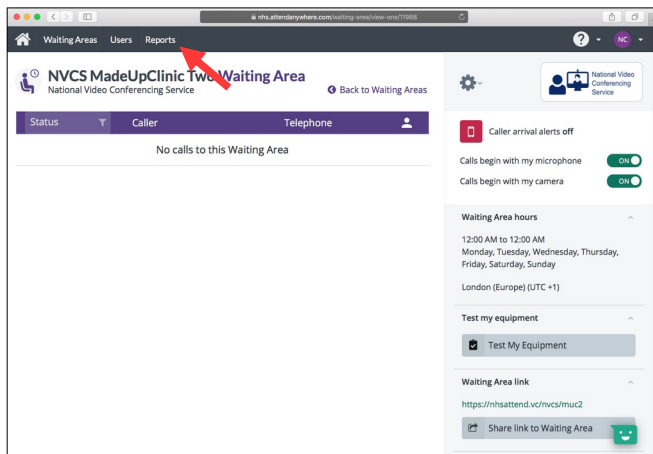 nhs.attendanywhere.com/waiting-area/view-one/11988
Waiting Areas Users Reports
? NC
NVCS MadeUpClinic Two Waiting Area
National Video Conferencing Service
Back to Waiting Areas
National Video
Conferencing
Service
Status Caller Telephone
No calls to this Waiting Area
Caller arrival alerts off
Calls begin with my microphone ON
Calls begin with my camera ON
Waiting Area hours
12:00 AM to 12:00 AM
Monday, Tuesday, Wednesday, Thursday,
Friday, Saturday, Sunday
London (Europe) (UTC +1)
Test my equipment
Test My Equipment
Waiting Area link
https://nhsattend.vc/nvcs/muc2
Share link to Waiting Area